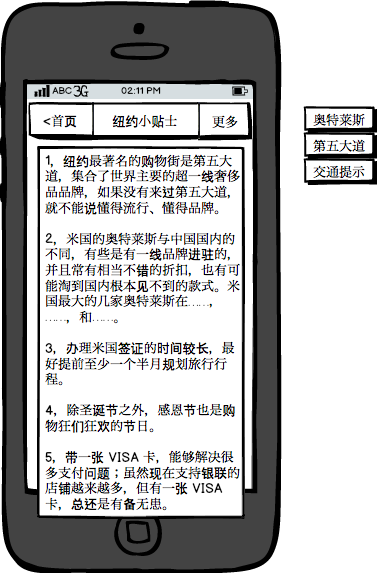 ABC 3G 02:11 PM
<首页 纽约小贴士 更多
1，纽约最著名的购物街是第五大
道，集合了世界主要的超一线奢侈
品品牌，如果没有来过第五大道，
就不能说懂得流行、懂得品牌。
2，米国的奥特莱斯与中国国内的
不同，有些是有一线品牌进驻的，
并且常有相当不错的折扣，也有可
能淘到国内根本见不到的款式。米
国最大的几家奥特莱斯在……，
……，和……。
3，办理米国签证的时间较长，最
好提前至少一个半月规划旅行行
程。
4，除圣诞节之外，感恩节也是购
物狂们狂欢的节日。
5，带一张 VISA 卡，能够解决很
多支付问题；虽然现在支持银联的
店铺越来越多，但有一张 VISA
卡，总还是有备无患。
奥特莱斯
第五大道
交通提示